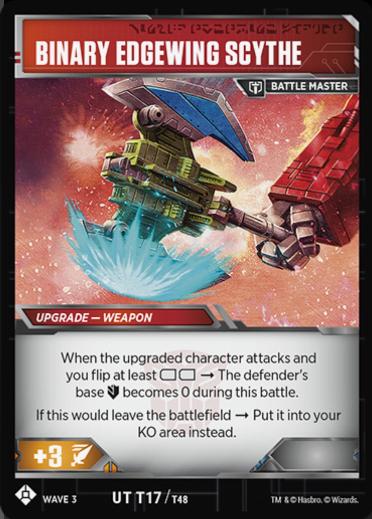 BINARY EDGEWING SCYTHE
BATTLE MASTER
UPGRADE — WEAPON
When the upgraded character attacks and
you flip at least → The defender's
base becomes 0 during this battle.
If this would leave the battlefield → Put it into your
KO area instead.
+3
WAVE 3 UT T17/T48 TM & © Hasbro. © Wizards.